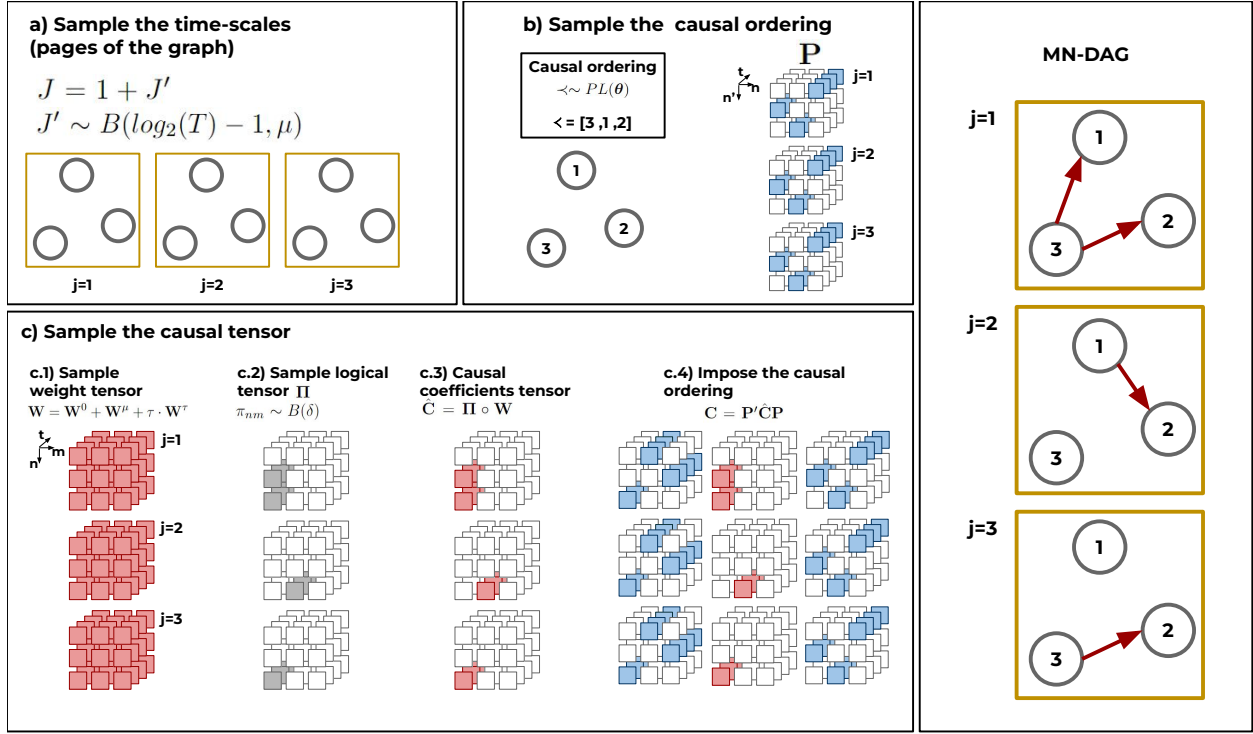 a) Sample the time-scales
(pages of the graph)
J = 1 + J′
J′ ∼ B(log₂(T) − 1, μ)
j=1
j=2
j=3
b) Sample the causal ordering
Causal ordering
≺∼ PL(θ)
≺ = [3 ,1 ,2]
1
2
3
P
t
n
n'
j=1
j=2
j=3
c) Sample the causal tensor
c.1) Sample
weight tensor
W = W⁰ + W^μ + τ · W^τ
t
m
n
j=1
j=2
j=3
c.2) Sample logical
tensor Π
π_{nm} ∼ B(δ)
c.3) Causal
coefficients tensor
Ĉ = Π ∘ W
c.4) Impose the causal
ordering
C = P′ĈP
MN-DAG
j=1
1
2
3
j=2
1
2
3
j=3
1
2
3